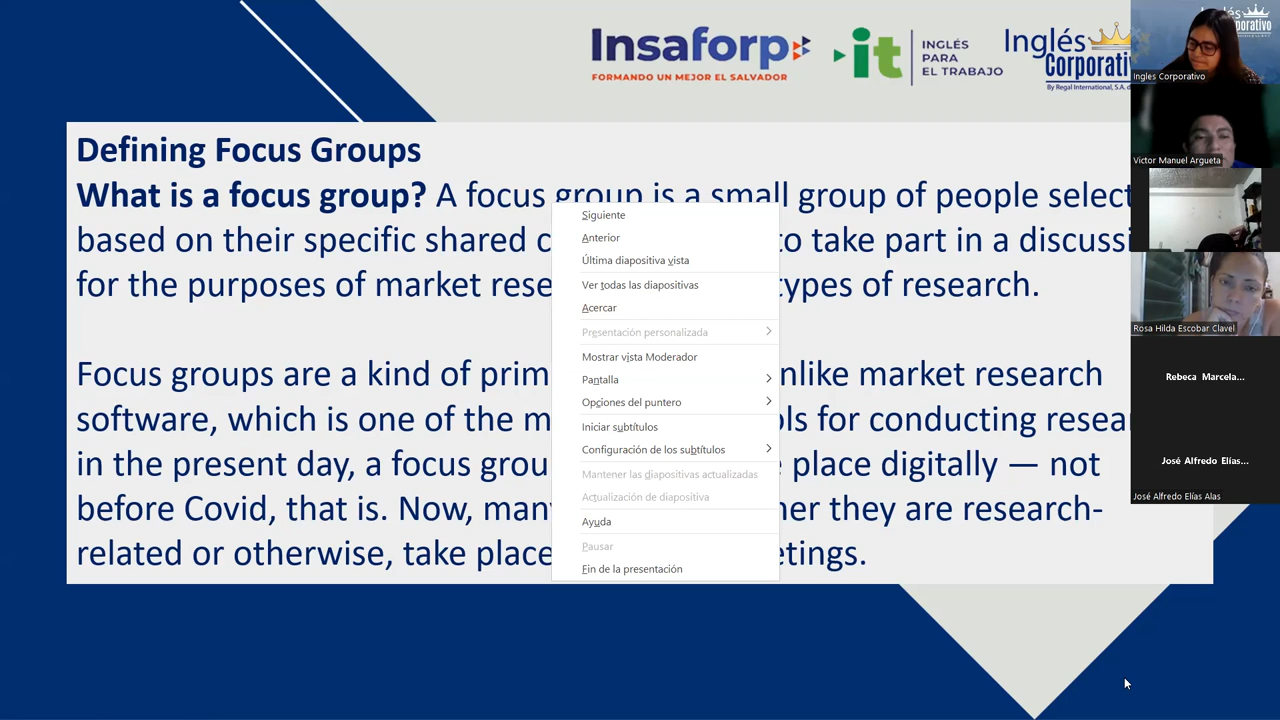 Insaforp
FORMANDO UN MEJOR EL SALVADOR
it
INGLÉS
PARA
EL TRABAJO
Inglés
Corporativ
By Regal International, S.A. d
Ingles Corporativo
Victor Manuel Argueta
Rosa Hilda Escobar Clavel
Rebeca Marcela...
José Alfredo Elías...
José Alfredo Elías Alas
Defining Focus Groups
What is a focus group? A focus group is a small group of people select
based on their specific shared c to take part in a discussi
for the purposes of market rese types of research.
Focus groups are a kind of prim nlike market research
software, which is one of the m ls for conducting resear
in the present day, a focus grou place digitally — not
before Covid, that is. Now, many her they are research-
related or otherwise, take place etings.
Siguiente
Anterior
Última diapositiva vista
Ver todas las diapositivas
Acercar
Presentación personalizada
Mostrar vista Moderador
Pantalla
Opciones del puntero
Iniciar subtítulos
Configuración de los subtítulos
Mantener las diapositivas actualizadas
Actualización de diapositiva
Ayuda
Pausar
Fin de la presentación